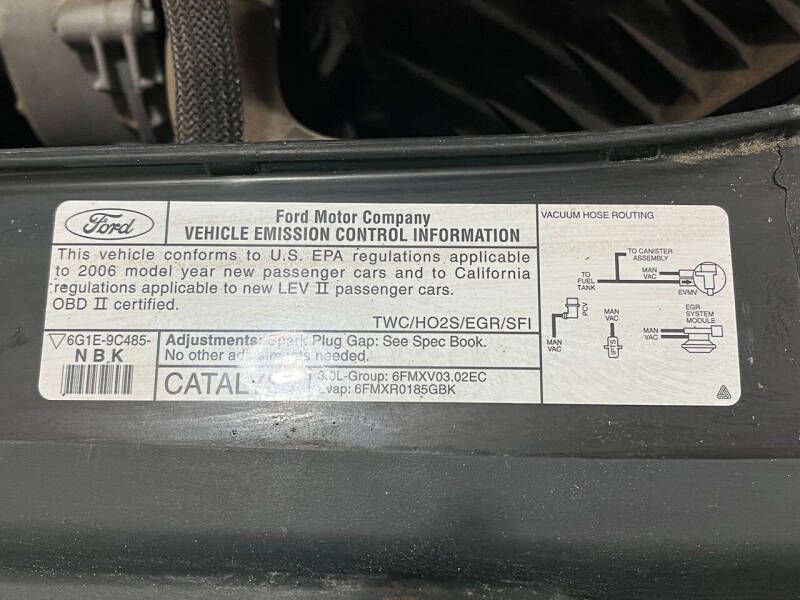 Ford
Ford Motor Company
VEHICLE EMISSION CONTROL INFORMATION
This vehicle conforms to U.S. EPA regulations applicable
to 2006 model year new passenger cars and to California
regulations applicable to new LEV II passenger cars.
OBD II certified.
TWC/HO2S/EGR/SFI
6G1E-9C485-
NBK
Adjustments: Spark Plug Gap: See Spec Book.
No other adjustments needed.
CATAL
3.0L-Group: 6FMXV03.02EC
Evap: 6FMXR0185GBK
VACUUM HOSE ROUTING
TO CANISTER
ASSEMBLY
TO
FUEL
TANK
MAN
VAC
EVMV
PCV
MAN
VAC
MAN
VAC
IPTS
MAN
VAC
EGR
SYSTEM
MODULE